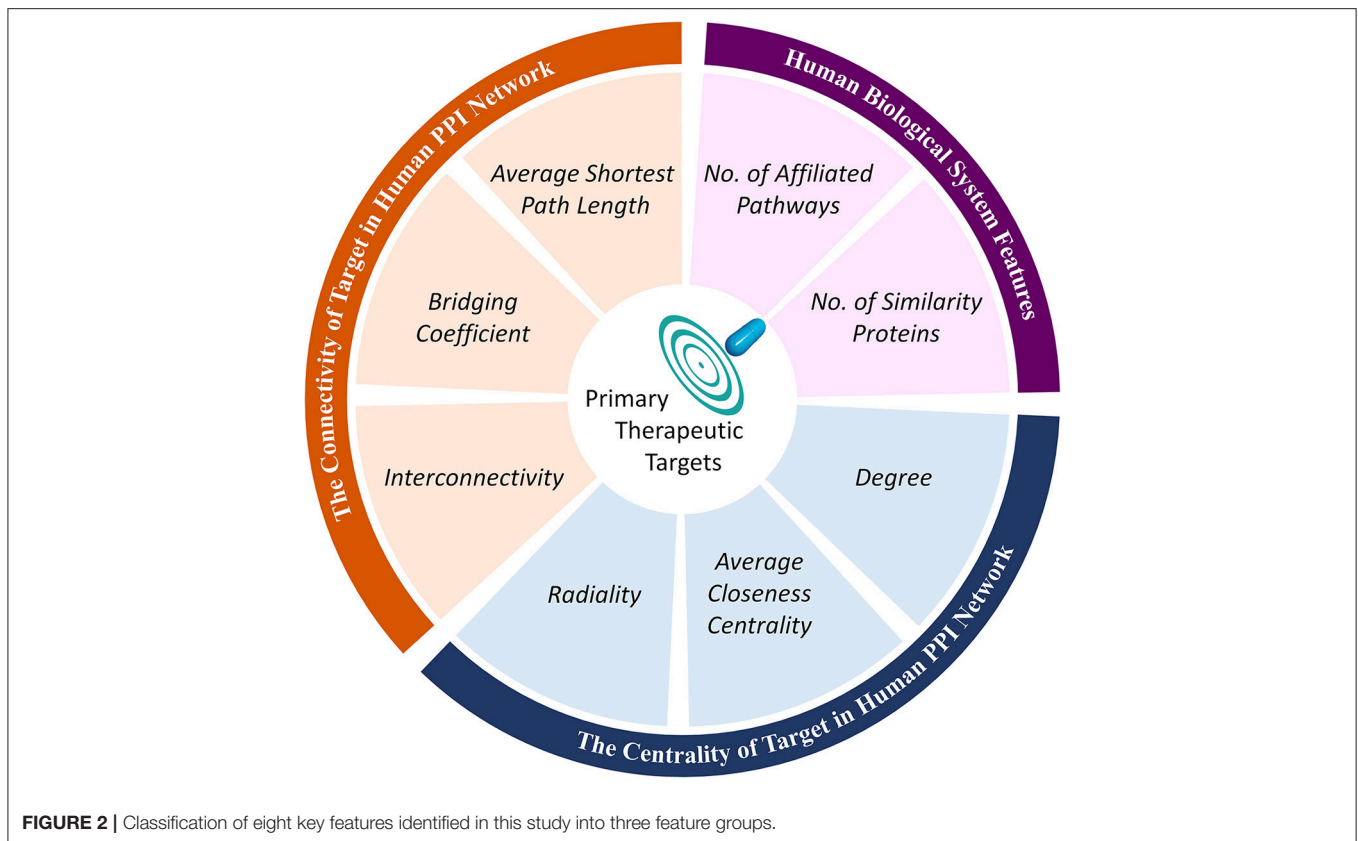 The Connectivity of Target in Human PPI Network
Human Biological System Features
Average Shortest
Path Length
No. of Affiliated
Pathways
Bridging
Coefficient
No. of Similarity
Proteins
Primary
Therapeutic
Targets
Interconnectivity
Degree
Radiality
Average
Closeness
Centrality
The Centrality of Target in Human PPI Network
FIGURE 2 | Classification of eight key features identified in this study into three feature groups.